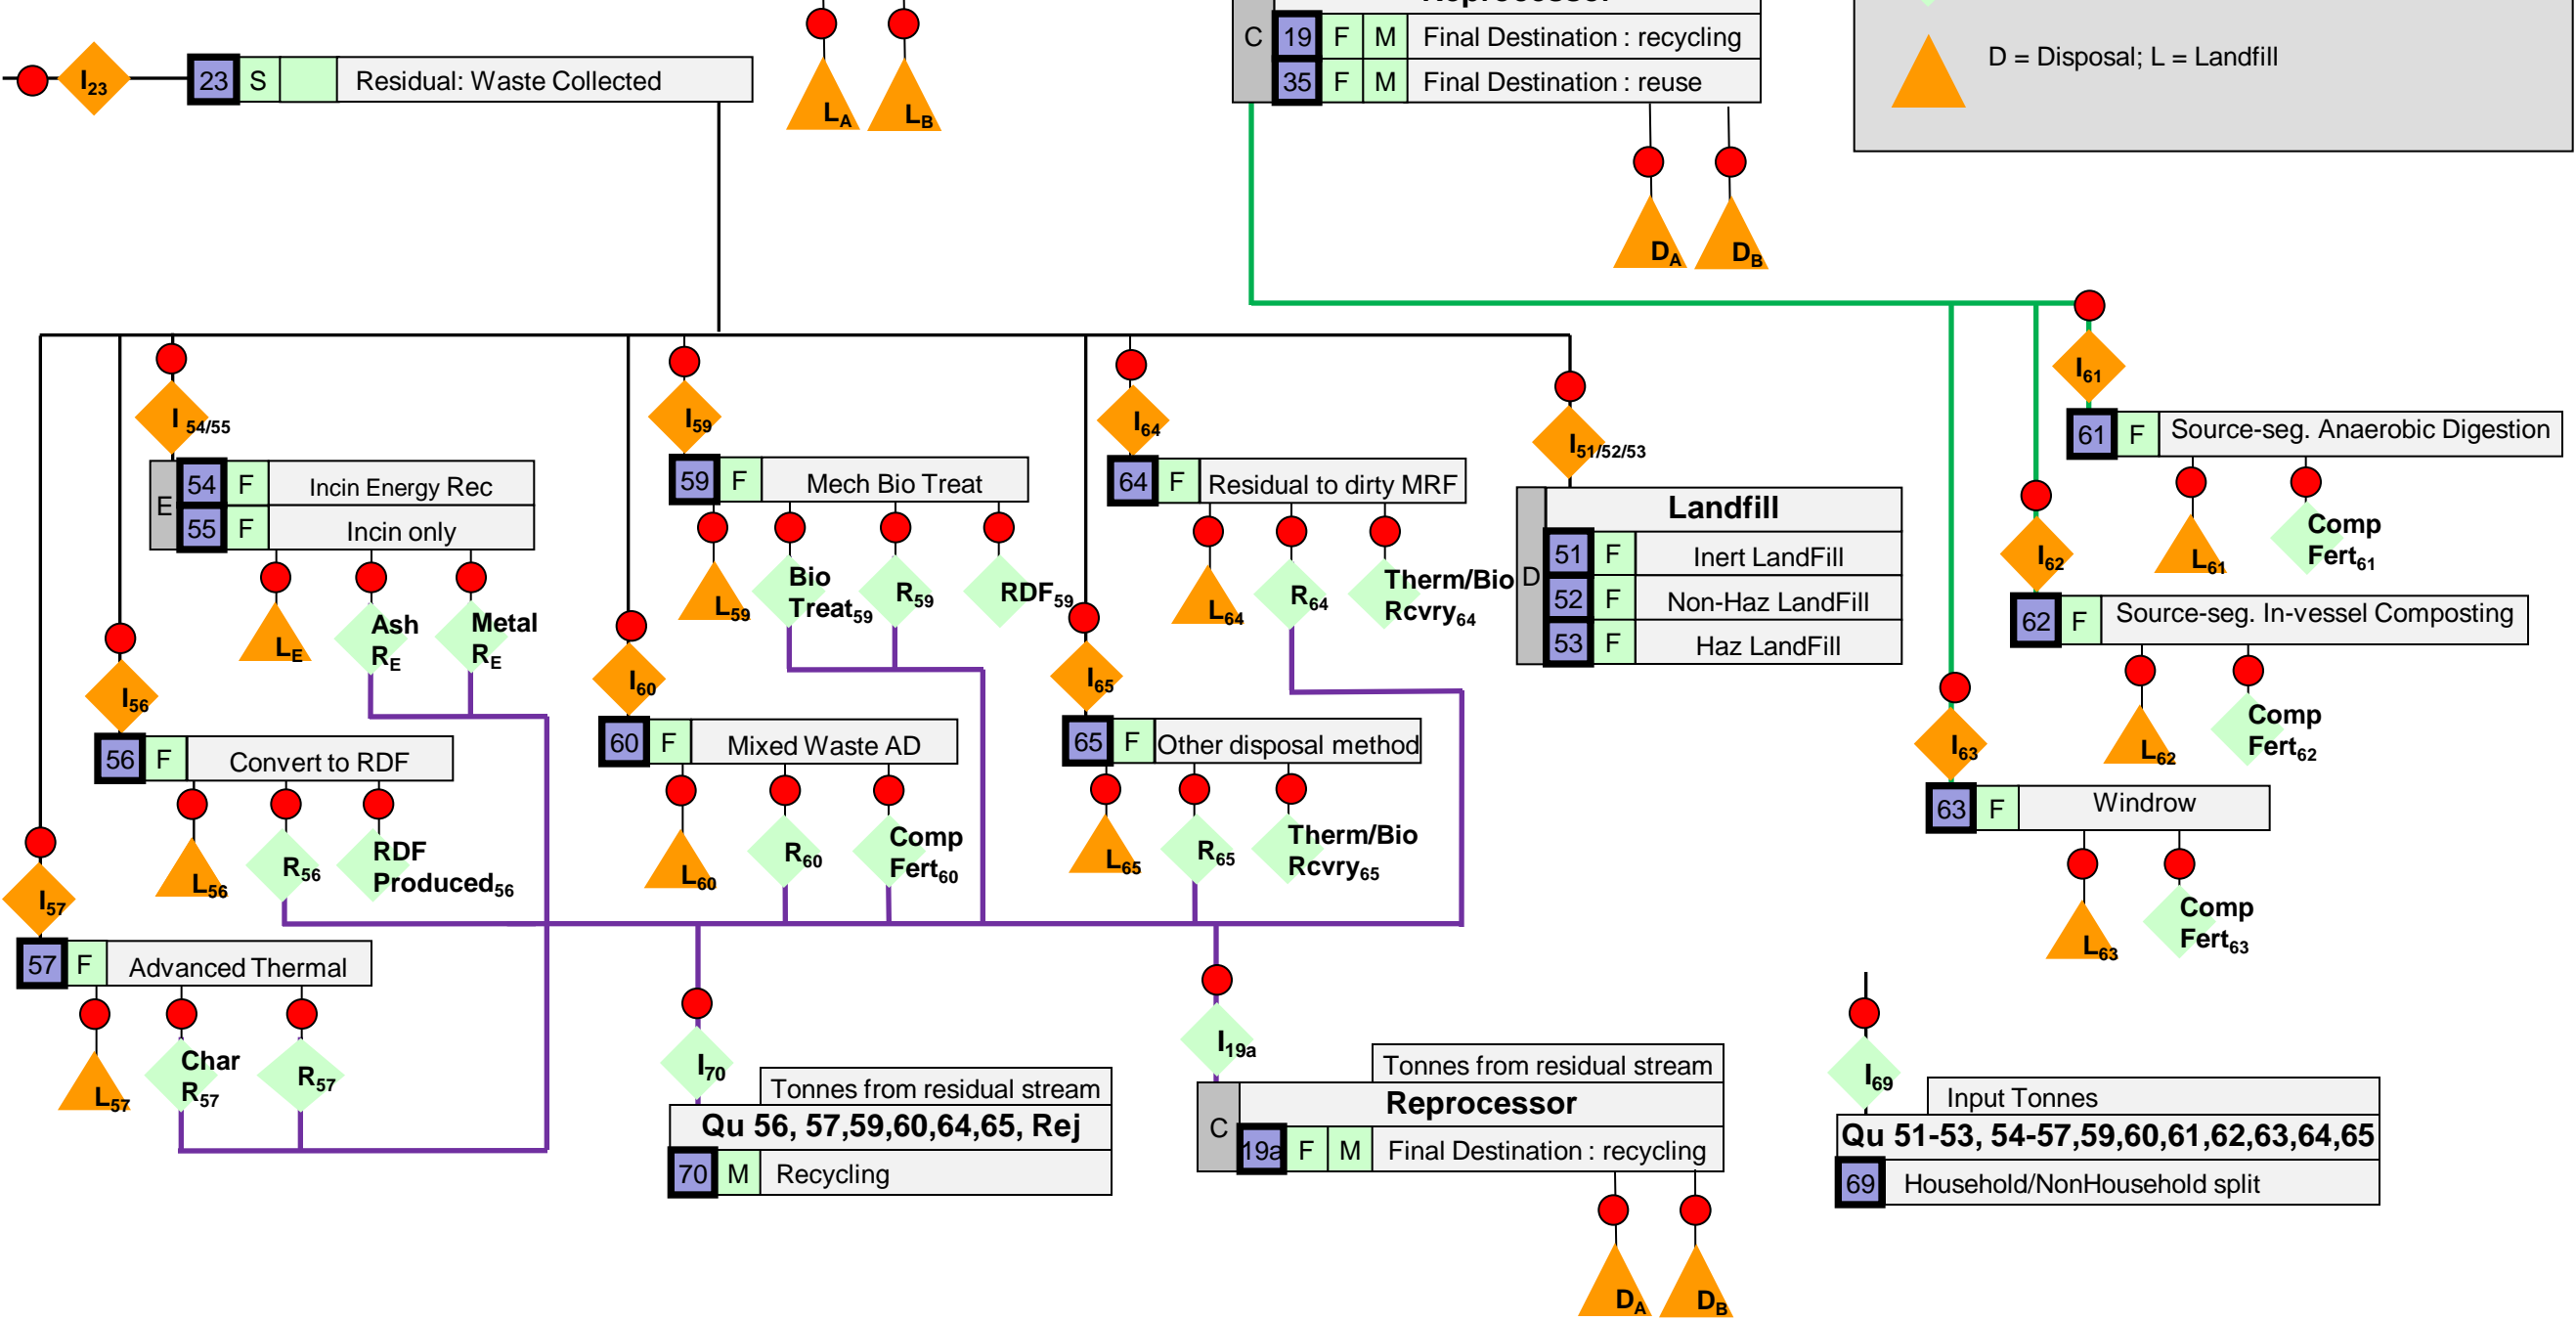 C
19 F M Final Destination : recycling
35 F M Final Destination : reuse
D = Disposal; L = Landfill
I23
23 S Residual: Waste Collected
LA
LB
DA
DB
I54/55
I59
I64
I51/52/53
I61
61 F Source-seg. Anaerobic Digestion
L61
Comp
Fert61
E
54 F Incin Energy Rec
55 F Incin only
LE
Ash
RE
Metal
RE
59 F Mech Bio Treat
L59
Bio
Treat59
R59
RDF59
64 F Residual to dirty MRF
L64
R64
Therm/Bio
Rcvry64
D
Landfill
51 F Inert LandFill
52 F Non-Haz LandFill
53 F Haz LandFill
I62
62 F Source-seg. In-vessel Composting
L62
Comp
Fert62
I56
56 F Convert to RDF
L56
R56
RDF
Produced56
I60
60 F Mixed Waste AD
L60
R60
Comp
Fert60
I65
65 F Other disposal method
L65
R65
Therm/Bio
Rcvry65
I63
63 F Windrow
L63
Comp
Fert63
I57
57 F Advanced Thermal
L57
Char
R57
R57
I70
Tonnes from residual stream
Qu 56, 57,59,60,64,65, Rej
70 M Recycling
I19a
Tonnes from residual stream
C
Reprocessor
19a F M Final Destination : recycling
DA
DB
I69
Input Tonnes
Qu 51-53, 54-57,59,60,61,62,63,64,65
69 Household/NonHousehold split